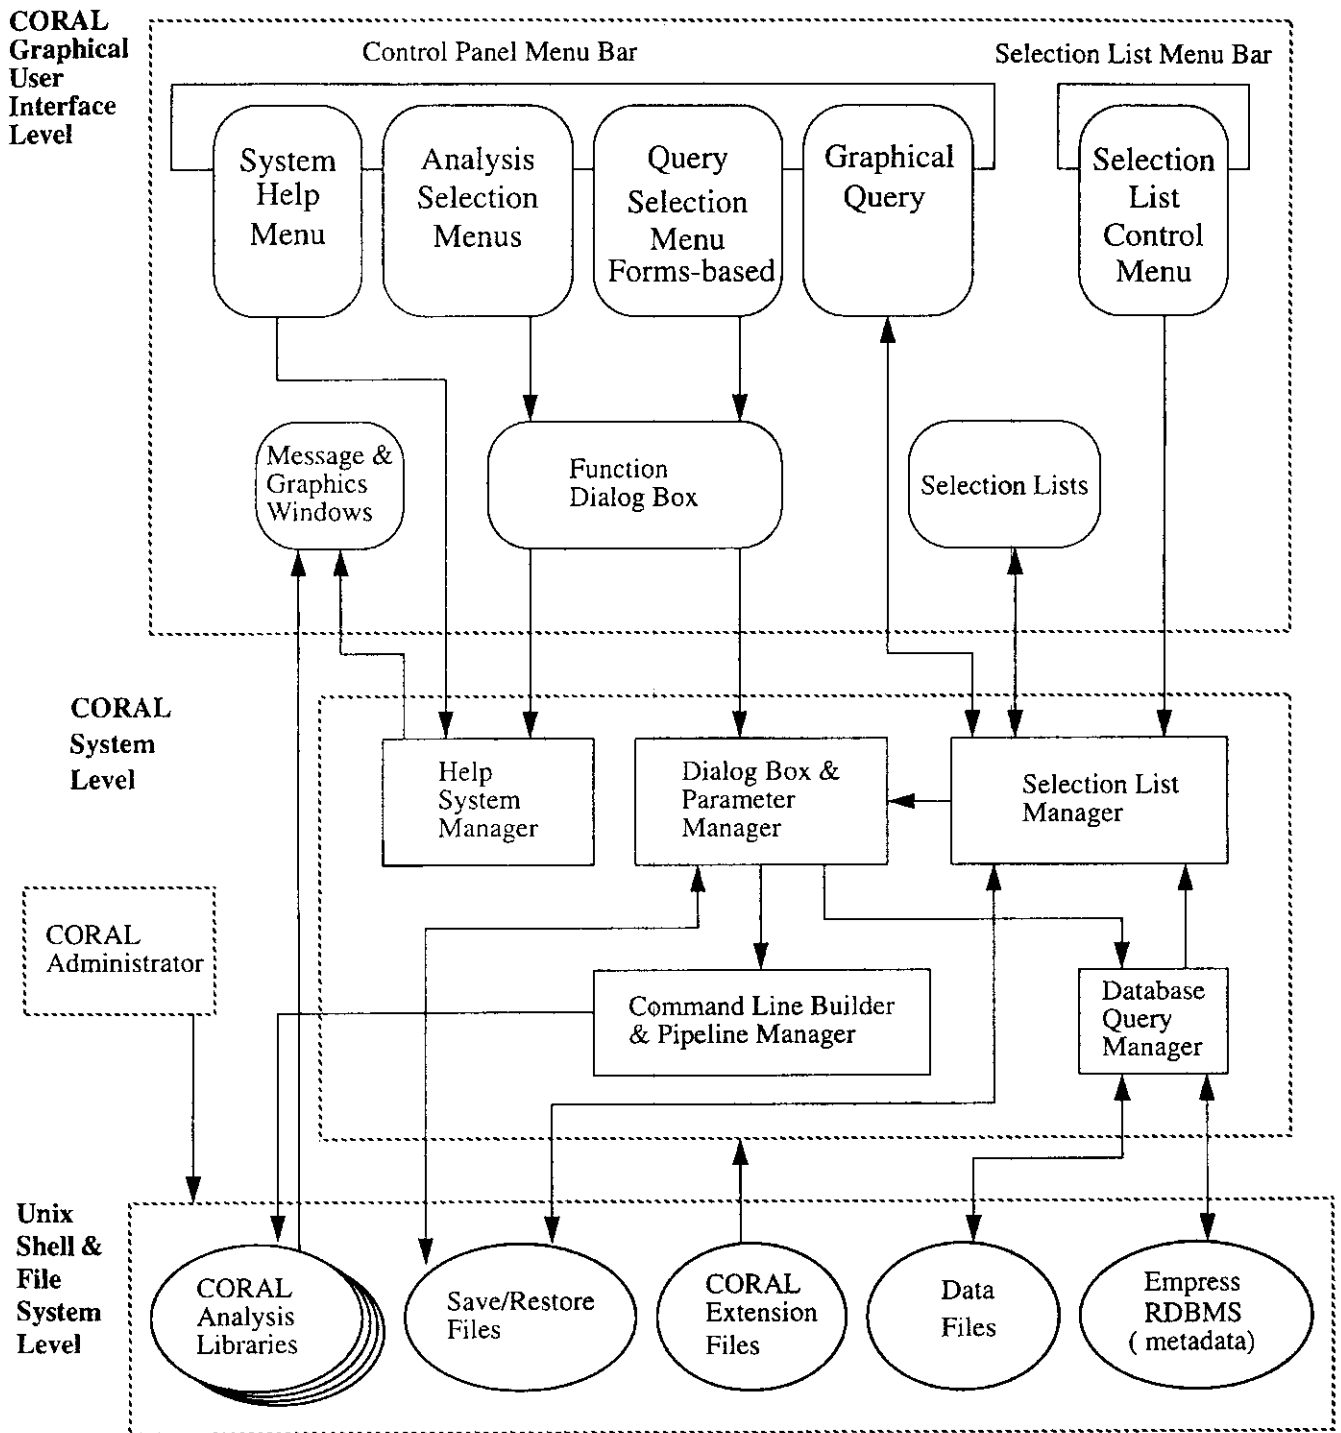 CORAL
Graphical
User
Interface
Level
Control Panel Menu Bar
Selection List Menu Bar
System
Help
Menu
Analysis
Selection
Menus
Query
Selection
Menu
Forms-based
Graphical
Query
Selection
List
Control
Menu
Message &
Graphics
Windows
Function
Dialog Box
Selection Lists
CORAL
System
Level
Help
System
Manager
Dialog Box &
Parameter
Manager
Selection List
Manager
CORAL
Administrator
Command Line Builder
& Pipeline Manager
Database
Query
Manager
Unix
Shell &
File
System
Level
CORAL
Analysis
Libraries
Save/Restore
Files
CORAL
Extension
Files
Data
Files
Empress
RDBMS
( metadata)